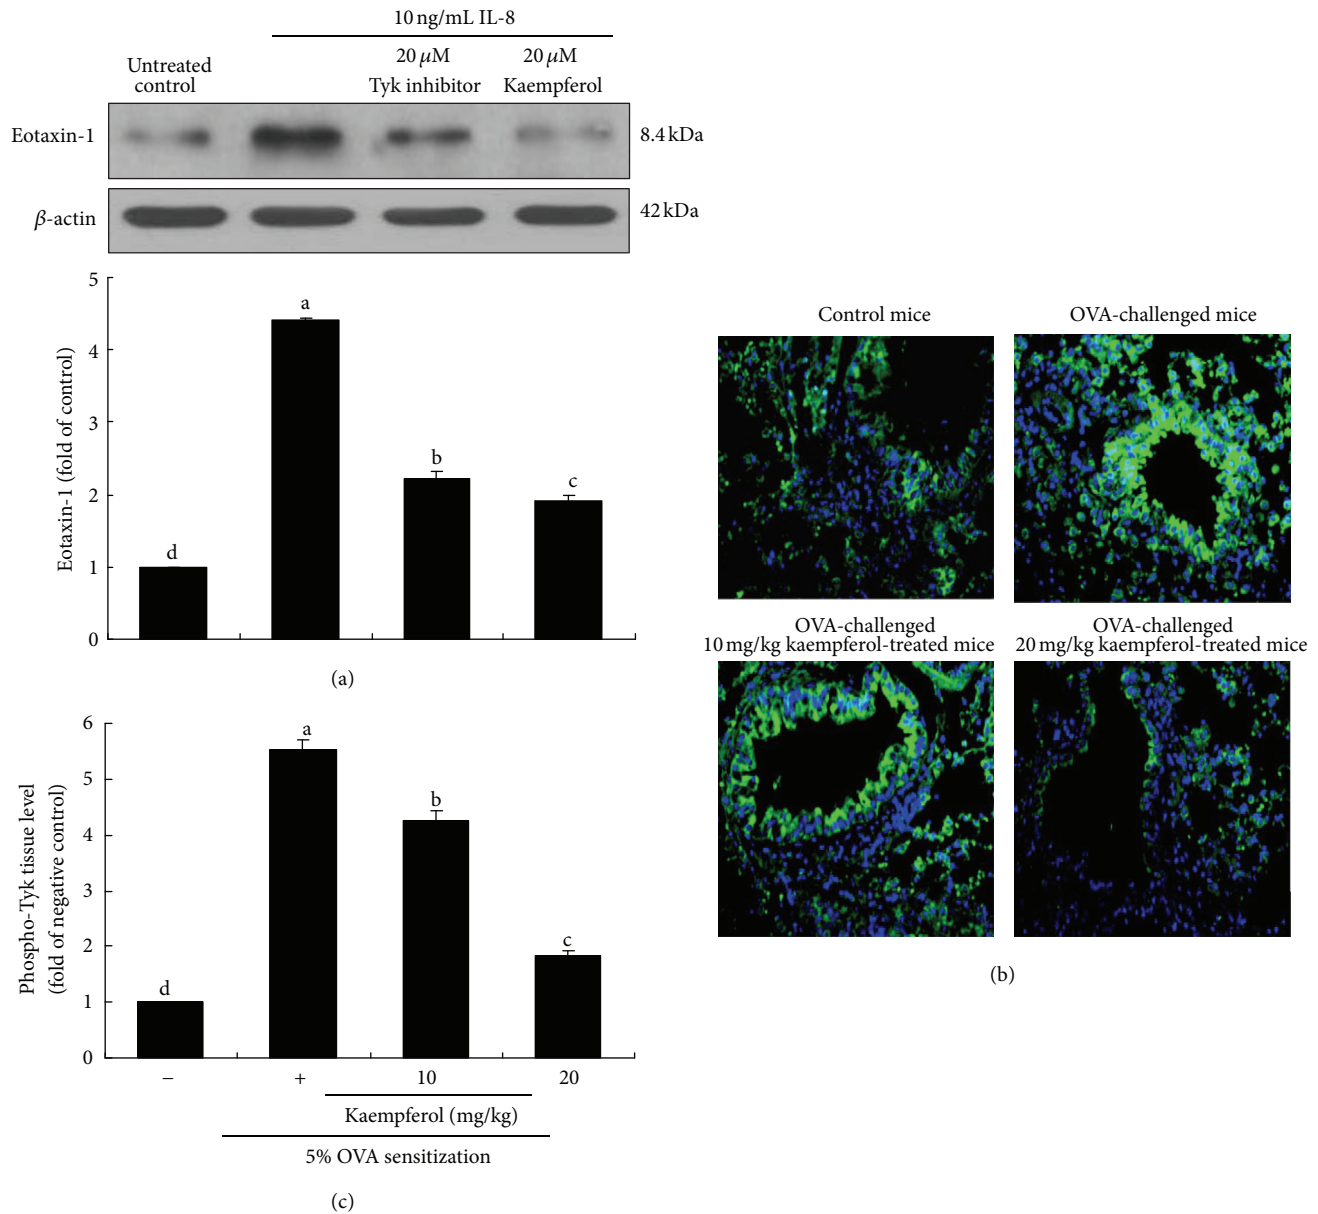 10 ng/mL IL-8
Untreated
control
20 μM
Tyk inhibitor
20 μM
Kaempferol
Eotaxin-1
8.4 kDa
β-actin
42 kDa
Eotaxin-1 (fold of control)
5
4
3
2
1
0
d
a
b
c
(a)
Control mice
OVA-challenged mice
OVA-challenged
10 mg/kg kaempferol-treated mice
OVA-challenged
20 mg/kg kaempferol-treated mice
(b)
Phospho-Tyk tissue level
(fold of negative control)
6
5
4
3
2
1
0
d
a
b
c
− + 10 20
Kaempferol (mg/kg)
5% OVA sensitization
(c)